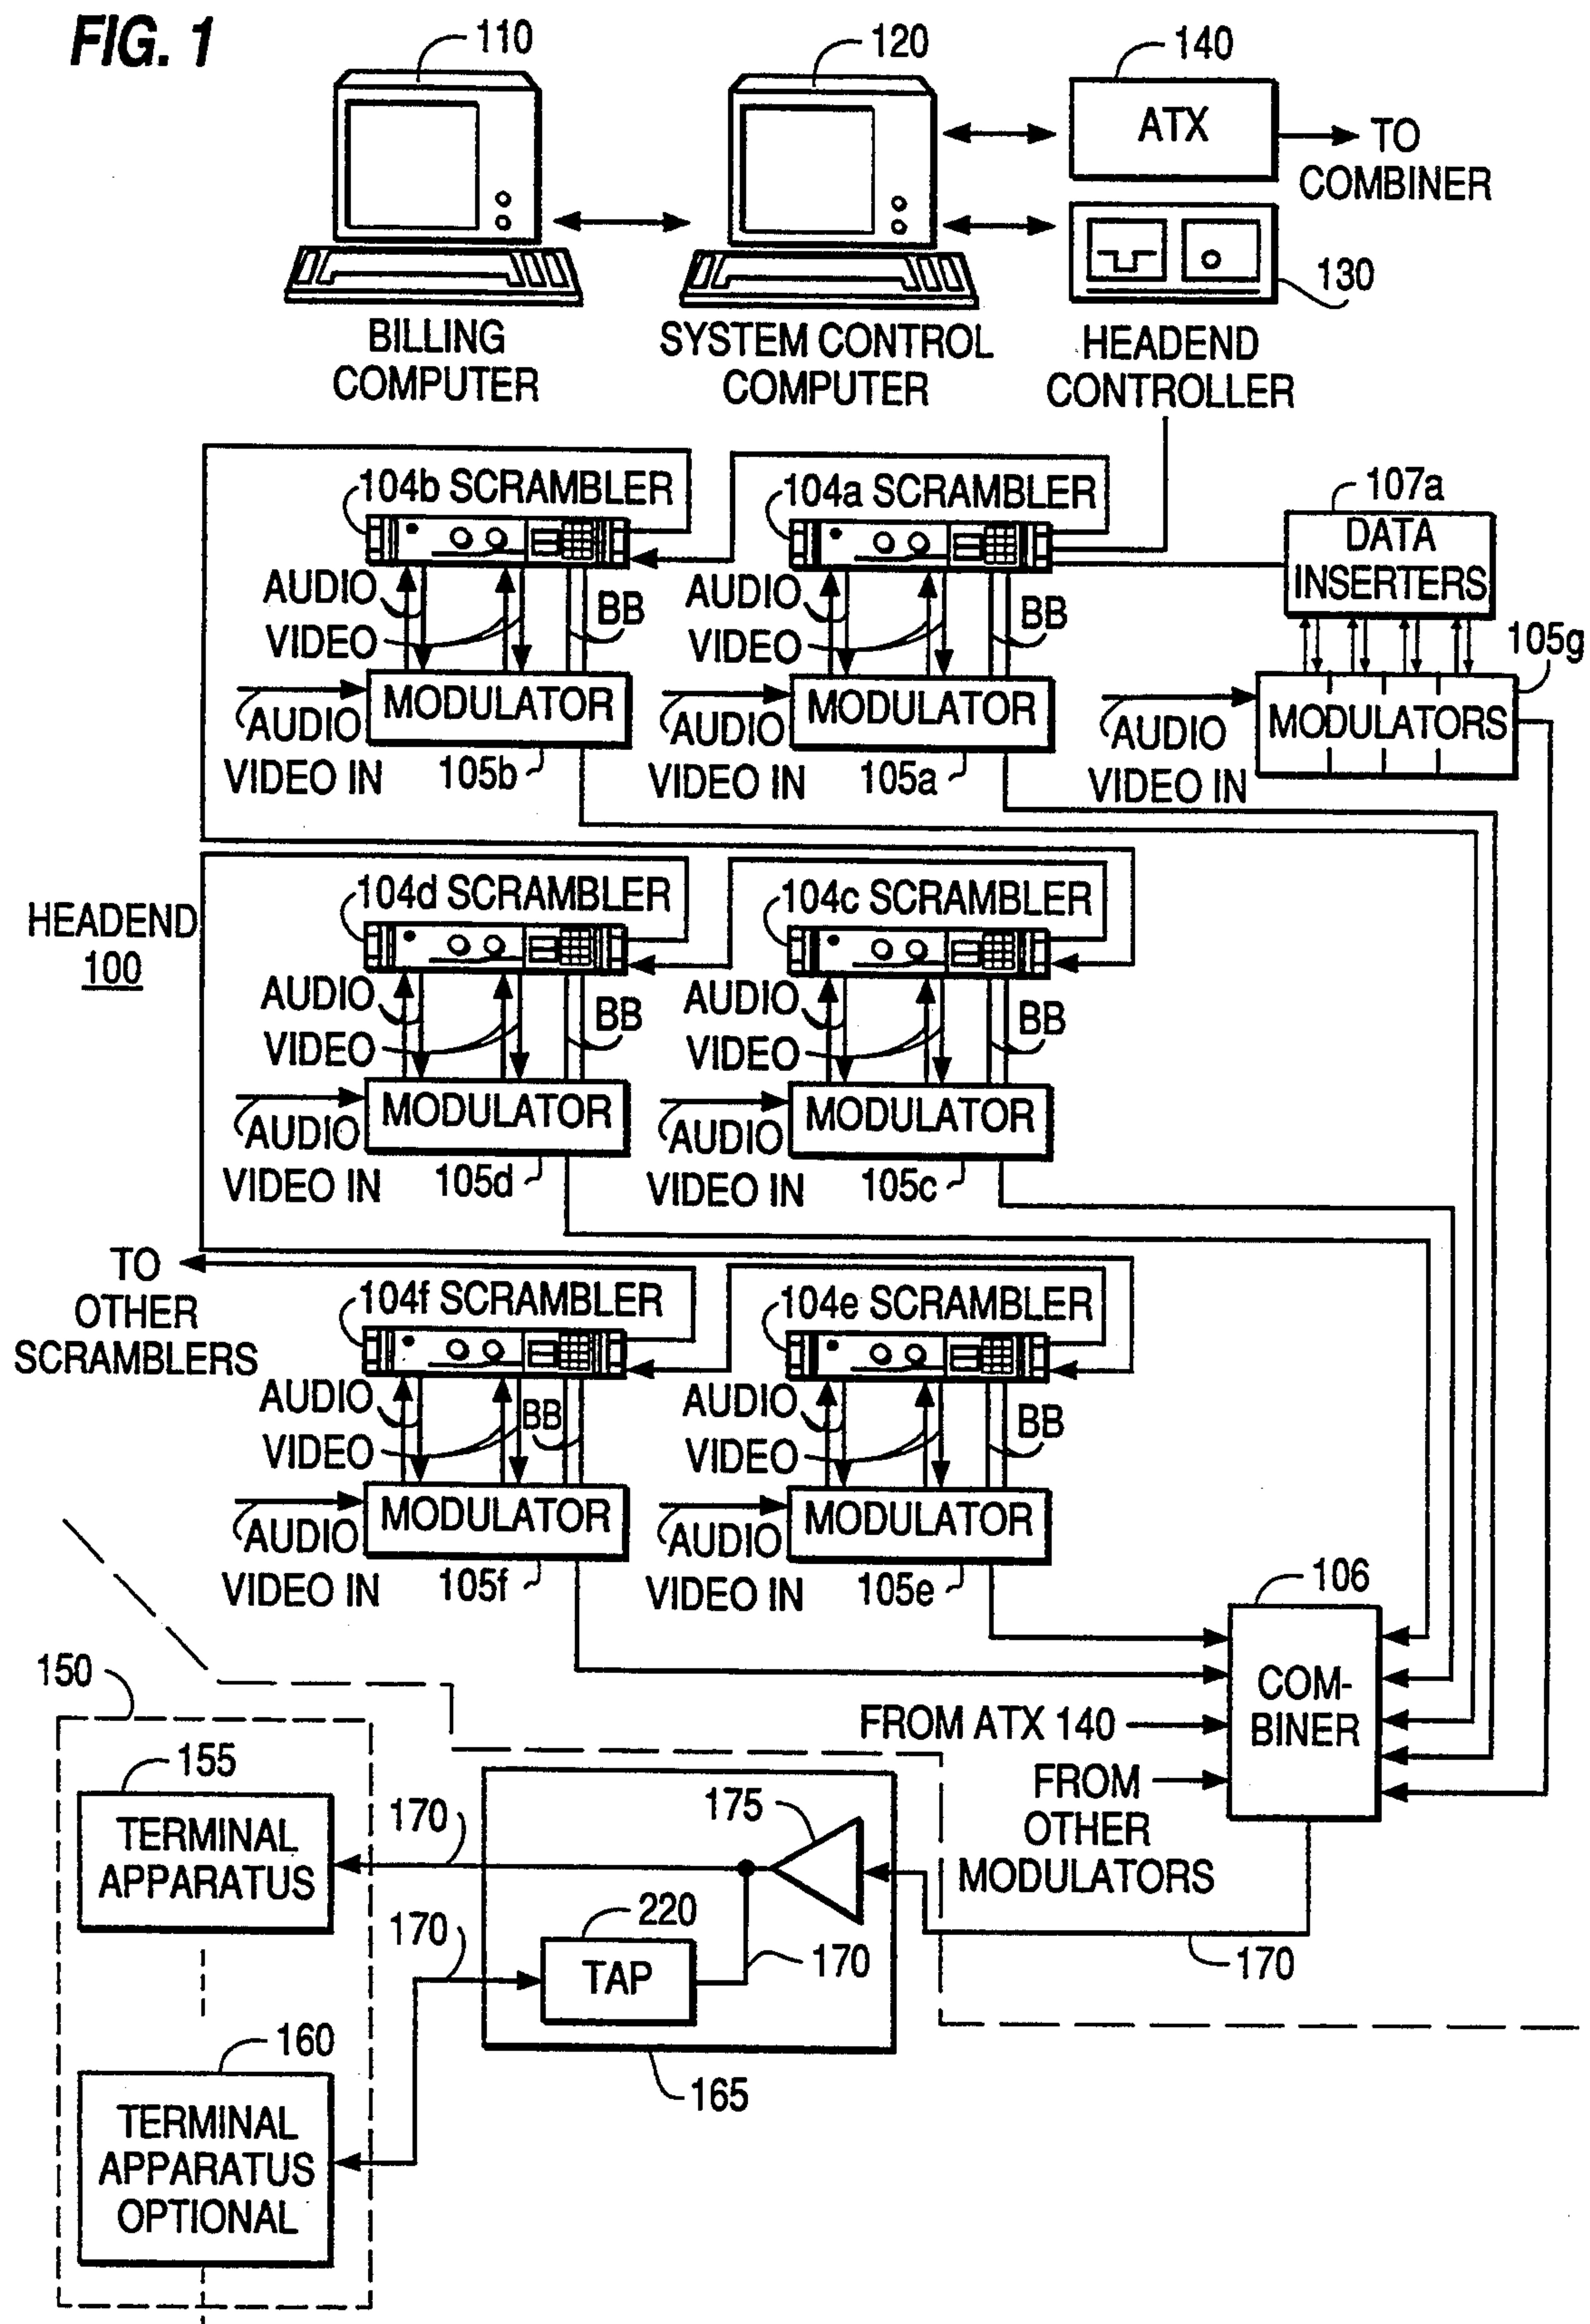 FIG. 1
110
120
140
ATX
TO
COMBINER
130
BILLING
COMPUTER
SYSTEM CONTROL
COMPUTER
HEADEND
CONTROLLER
104b SCRAMBLER
104a SCRAMBLER
107a
DATA
INSERTERS
AUDIO
VIDEO
BB
AUDIO
VIDEO
BB
105g
MODULATOR
MODULATOR
MODULATORS
AUDIO
VIDEO IN
105b
AUDIO
VIDEO IN
105a
AUDIO
VIDEO IN
HEADEND
100
104d SCRAMBLER
104c SCRAMBLER
AUDIO
VIDEO
BB
AUDIO
VIDEO
BB
MODULATOR
MODULATOR
AUDIO
VIDEO IN
105d
AUDIO
VIDEO IN
105c
TO
OTHER
SCRAMBLERS
104f SCRAMBLER
104e SCRAMBLER
AUDIO
VIDEO
BB
AUDIO
VIDEO
BB
MODULATOR
MODULATOR
AUDIO
VIDEO IN
105f
AUDIO
VIDEO IN
105e
106
COM-
BINER
FROM ATX 140
FROM
OTHER
MODULATORS
150
155
TERMINAL
APPARATUS
170
175
170
220
TAP
170
170
160
TERMINAL
APPARATUS
OPTIONAL
165